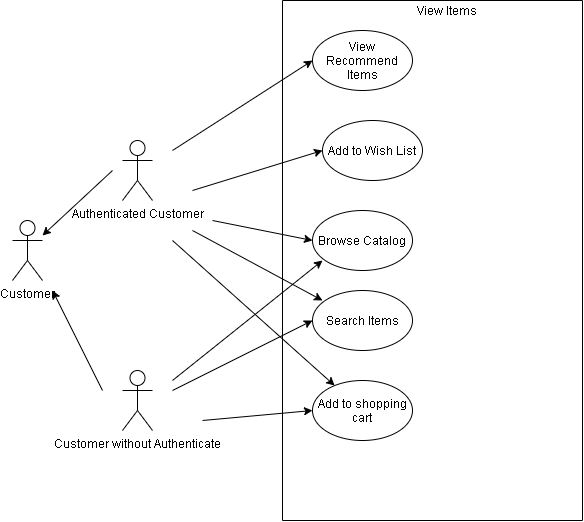 View Items
View
Recommend
Items
Add to Wish List
Authenticated Customer
Browse Catalog
Customer
Search Items
Add to shopping
cart
Customer without Authenticate